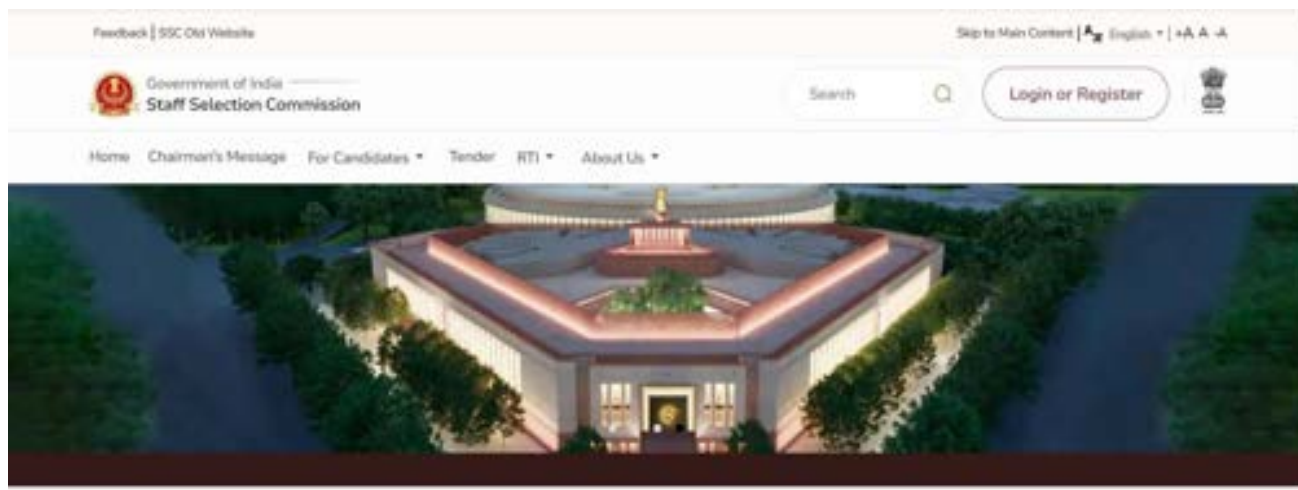 Feedback | SSC Old Website
Skip to Main Content | English | +A A -A
Government of India
Staff Selection Commission
Search
Login or Register
Home Chairman's Message For Candidates Tender RTI About Us